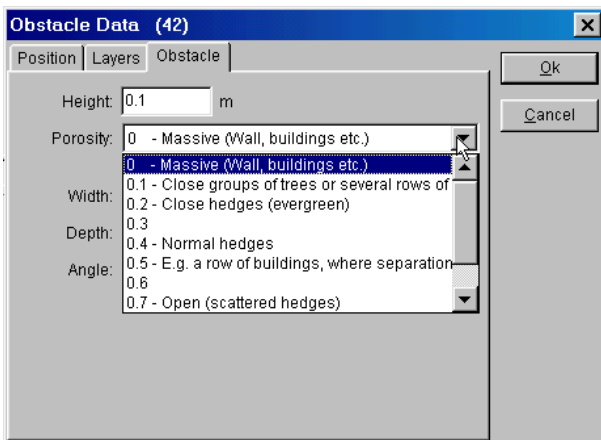 Obstacle Data (42)
Position Layers Obstacle
Ok
Height: 0.1 m
Cancel
Porosity: 0 - Massive (Wall, buildings etc.)
0 - Massive (Wall, buildings etc.)
0.1 - Close groups of trees or several rows of
Width:
0.2 - Close hedges (evergreen)
0.3
Depth:
0.4 - Normal hedges
Angle:
0.5 - E.g. a row of buildings, where separation
0.6
0.7 - Open (scattered hedges)